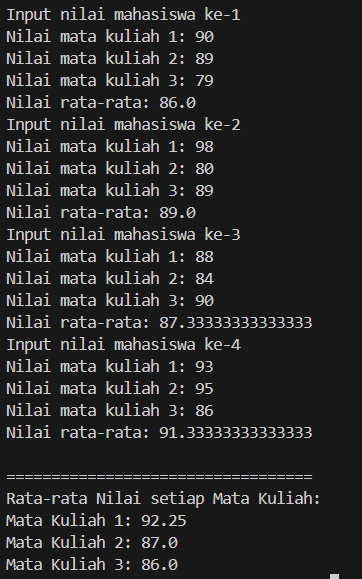 Input nilai mahasiswa ke-1
Nilai mata kuliah 1: 90
Nilai mata kuliah 2: 89
Nilai mata kuliah 3: 79
Nilai rata-rata: 86.0
Input nilai mahasiswa ke-2
Nilai mata kuliah 1: 98
Nilai mata kuliah 2: 80
Nilai mata kuliah 3: 89
Nilai rata-rata: 89.0
Input nilai mahasiswa ke-3
Nilai mata kuliah 1: 88
Nilai mata kuliah 2: 84
Nilai mata kuliah 3: 90
Nilai rata-rata: 87.33333333333333
Input nilai mahasiswa ke-4
Nilai mata kuliah 1: 93
Nilai mata kuliah 2: 95
Nilai mata kuliah 3: 86
Nilai rata-rata: 91.33333333333333
==================================
Rata-rata Nilai setiap Mata Kuliah:
Mata Kuliah 1: 92.25
Mata Kuliah 2: 87.0
Mata Kuliah 3: 86.0